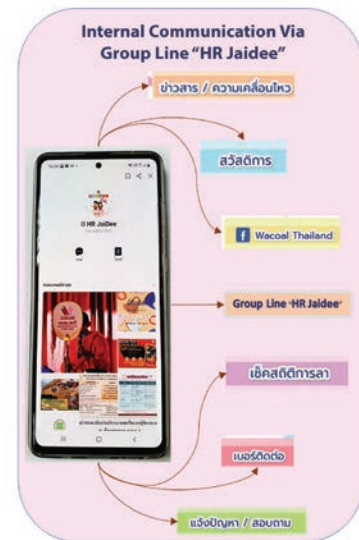 Internal Communication Via
Group Line “HR Jaidee”
ข่าวสาร / ความเคลื่อนไหว
สวัสดิการ
f Wacoal Thailand
HR JaiDee
Group Line “HR Jaidee”
เช็คสถิติการลา
เบอร์ติดต่อ
แจ้งปัญหา / สอบถาม